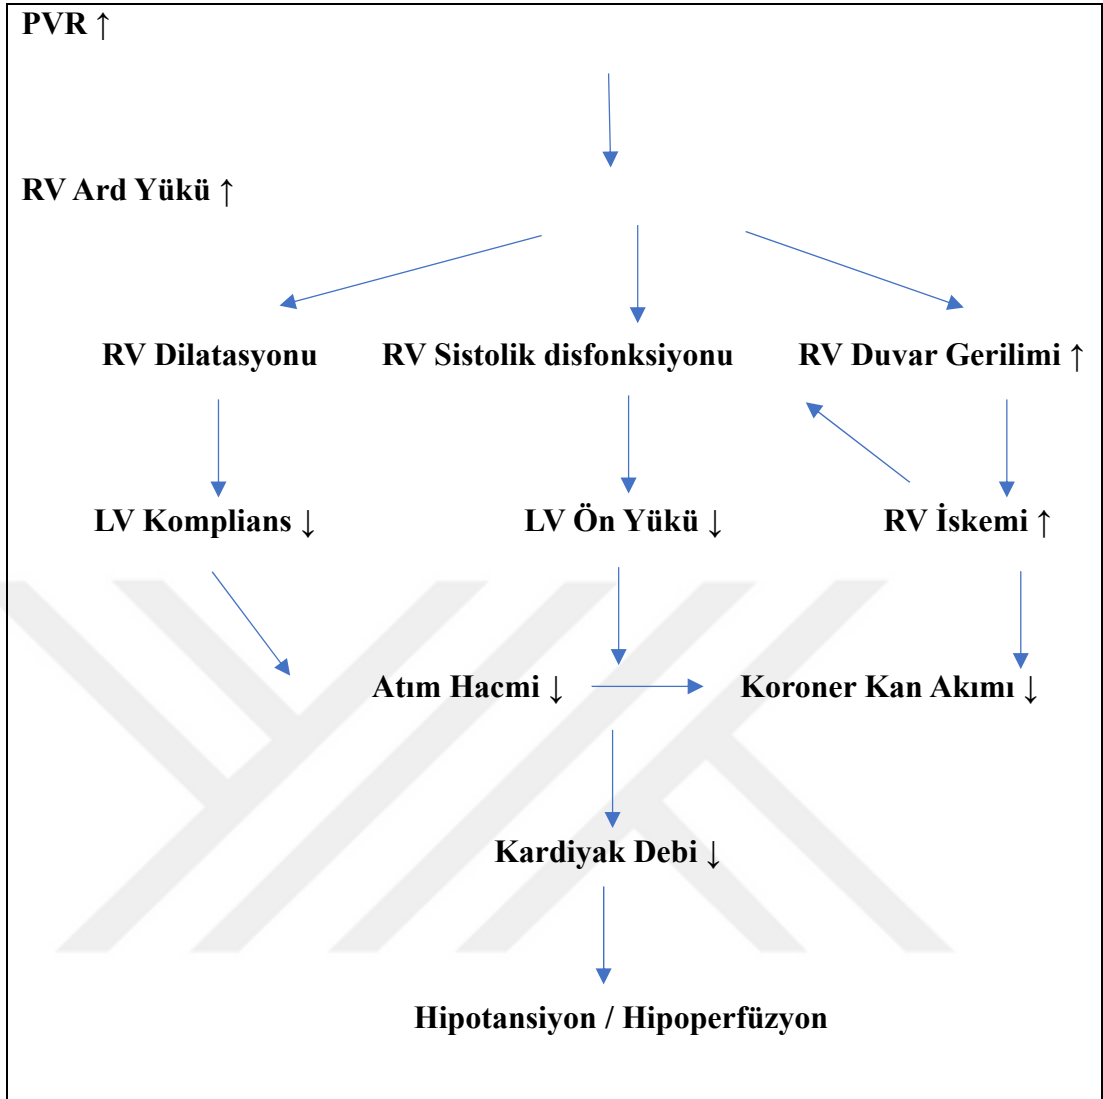 PVR ↑
RV Ard Yükü ↑
RV Dilatasyonu RV Sistolik disfonksiyonu RV Duvar Gerilimi ↑
LV Komplians ↓ LV Ön Yükü ↓ RV İskemi ↑
Atım Hacmi ↓ Koroner Kan Akımı ↓
Kardiyak Debi ↓
Hipotansiyon / Hipoperfüzyon